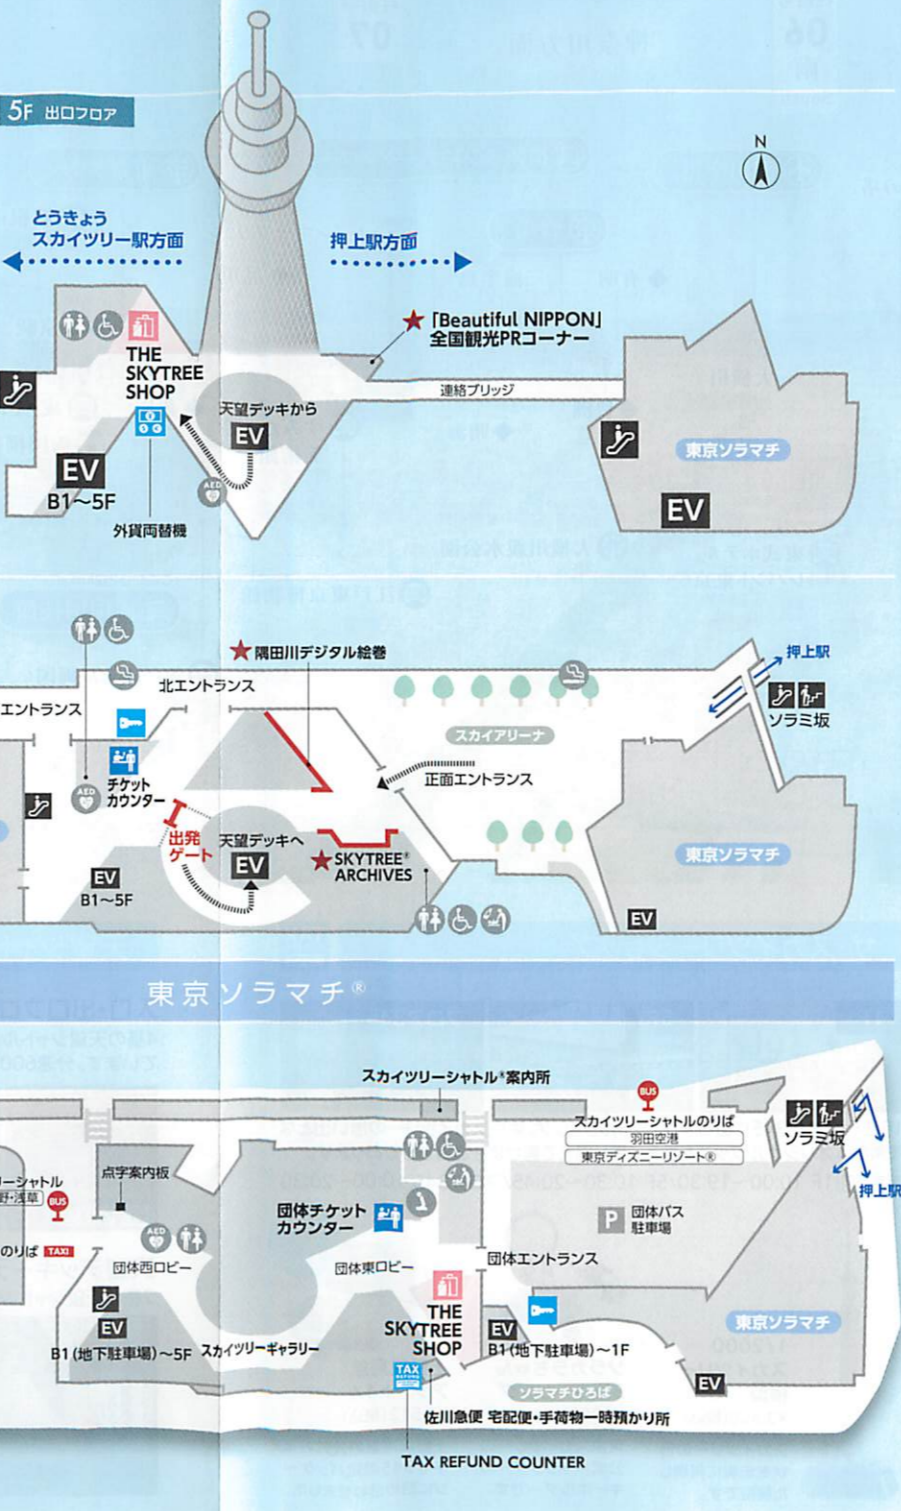 5F 出口フロア
N
とうきょう
スカイツリー駅方面
押上駅方面
「Beautiful NIPPON」
全国観光PRコーナー
THE
SKYTREE
SHOP
連絡ブリッジ
天望デッキから
EV
東京ソラマチ
EV
B1～5F
AED
EV
外貨両替機
隅田川デジタル絵巻
押上駅
北エントランス
エントランス
ソラミ坂
スカイアリーナ
チケット
カウンター
正面エントランス
AED
出発
ゲート
天望デッキへ
EV
SKYTREE®
ARCHIVES
東京ソラマチ
EV
B1～5F
EV
東京ソラマチ®
スカイツリーシャトル®案内所
BUS
スカイツリーシャトルのりば
羽田空港
東京ディズニーリゾート®
ソラミ坂
押上駅
点字案内板
リーシャトル
野・浅草
BUS
のりば TAXI
団体チケット
カウンター
P 団体バス
駐車場
AED
団体西ロビー
団体東ロビー
団体エントランス
THE
SKYTREE
SHOP
EV
B1(地下駐車場)～5F
スカイツリーギャラリー
EV
B1(地下駐車場)～1F
東京ソラマチ
TAX
REFUND
ソラマチひろば
EV
佐川急便 宅配便・手荷物一時預かり所
TAX REFUND COUNTER